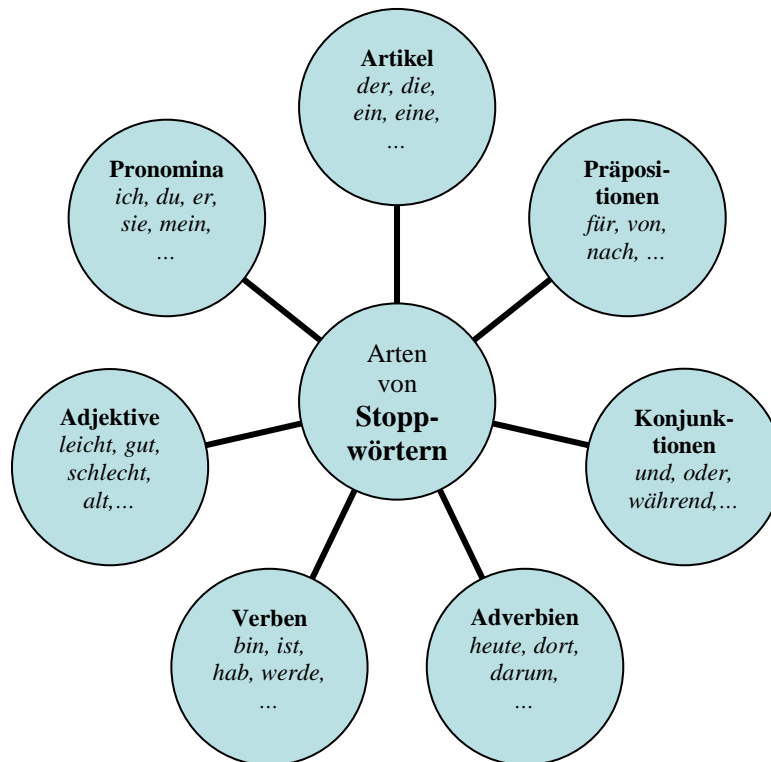 Artikel
der, die,
ein, eine,
...
Pronomina
ich, du, er,
sie, mein,
...
Präposi-
tionen
für, von,
nach, ...
Arten
von
Stopp-
wörtern
Adjektive
leicht, gut,
schlecht,
alt,...
Konjunk-
tionen
und, oder,
während,...
Verben
bin, ist,
hab, werde,
...
Adverbien
heute, dort,
darum,
...